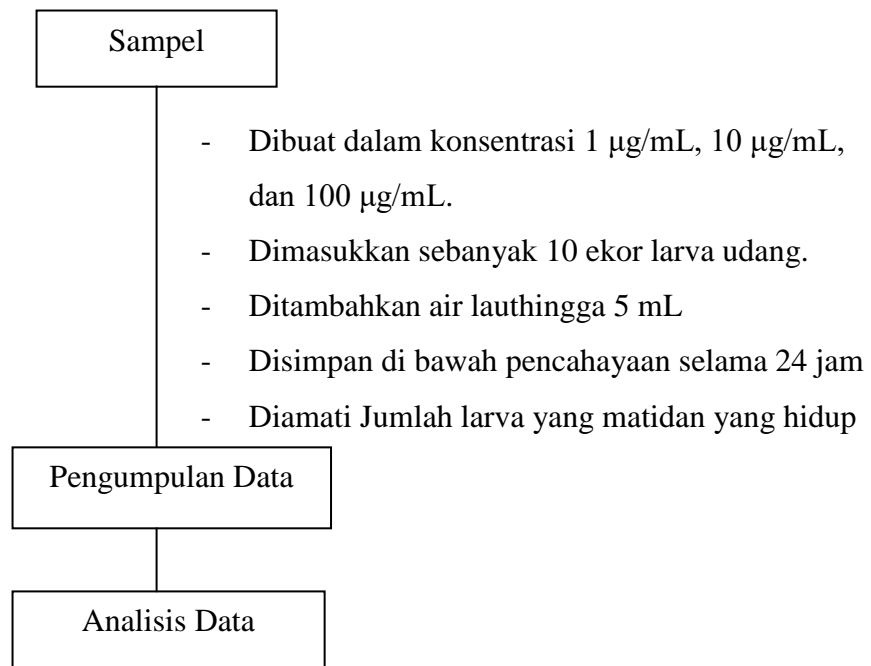 Sampel
- Dibuat dalam konsentrasi 1 μg/mL, 10 μg/mL,
dan 100 μg/mL.
- Dimasukkan sebanyak 10 ekor larva udang.
- Ditambahkan air lauthingga 5 mL
- Disimpan di bawah pencahayaan selama 24 jam
- Diamati Jumlah larva yang matidan yang hidup
Pengumpulan Data
Analisis Data